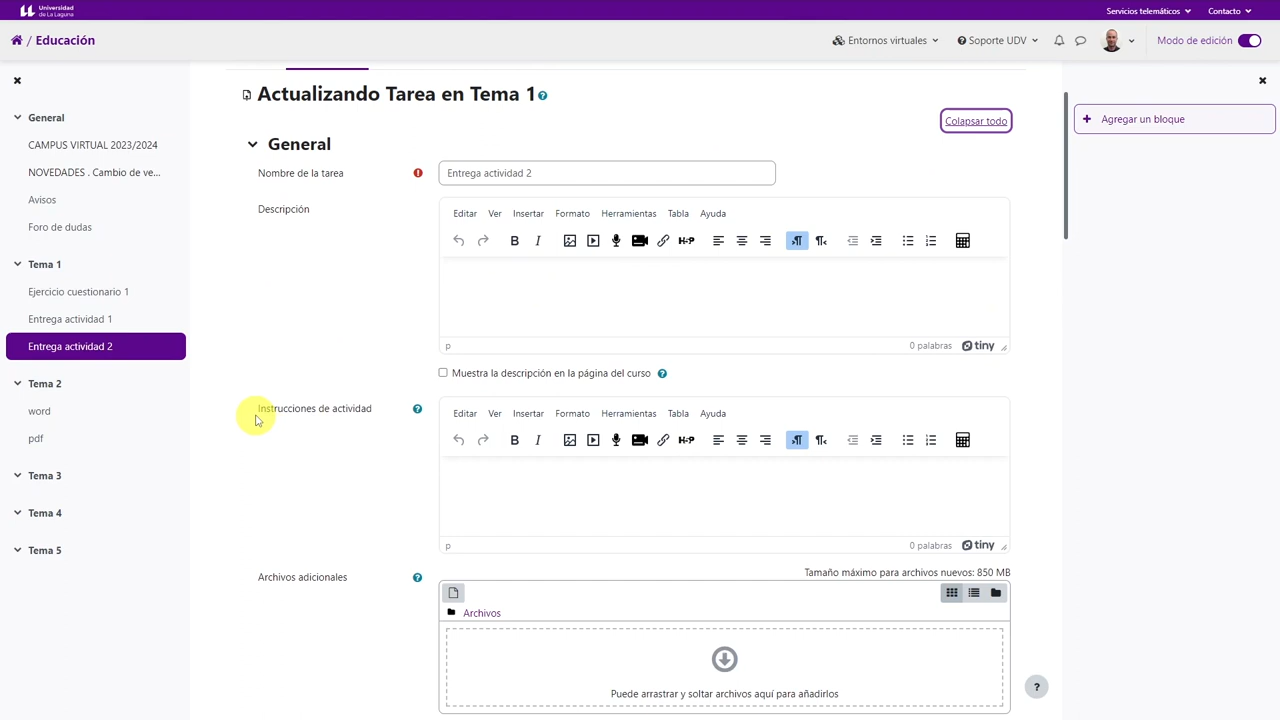 Universidad
de La Laguna
Servicios telemáticos
Contacto
/ Educación
Entornos virtuales
Soporte UDV
Modo de edición
General
CAMPUS VIRTUAL 2023/2024
NOVEDADES . Cambio de ve...
Avisos
Foro de dudas
Tema 1
Ejercicio cuestionario 1
Entrega actividad 1
Entrega actividad 2
Tema 2
word
pdf
Tema 3
Tema 4
Tema 5
Actualizando Tarea en Tema 1
Colapsar todo
General
Nombre de la tarea
Entrega actividad 2
Descripción
Editar Ver Insertar Formato Herramientas Tabla Ayuda
B I H-P
p
0 palabras tiny
Muestra la descripción en la página del curso
Instrucciones de actividad
Editar Ver Insertar Formato Herramientas Tabla Ayuda
B I H-P
p
0 palabras tiny
Archivos adicionales
Tamaño máximo para archivos nuevos: 850 MB
Archivos
Puede arrastrar y soltar archivos aquí para añadirlos
+ Agregar un bloque
?